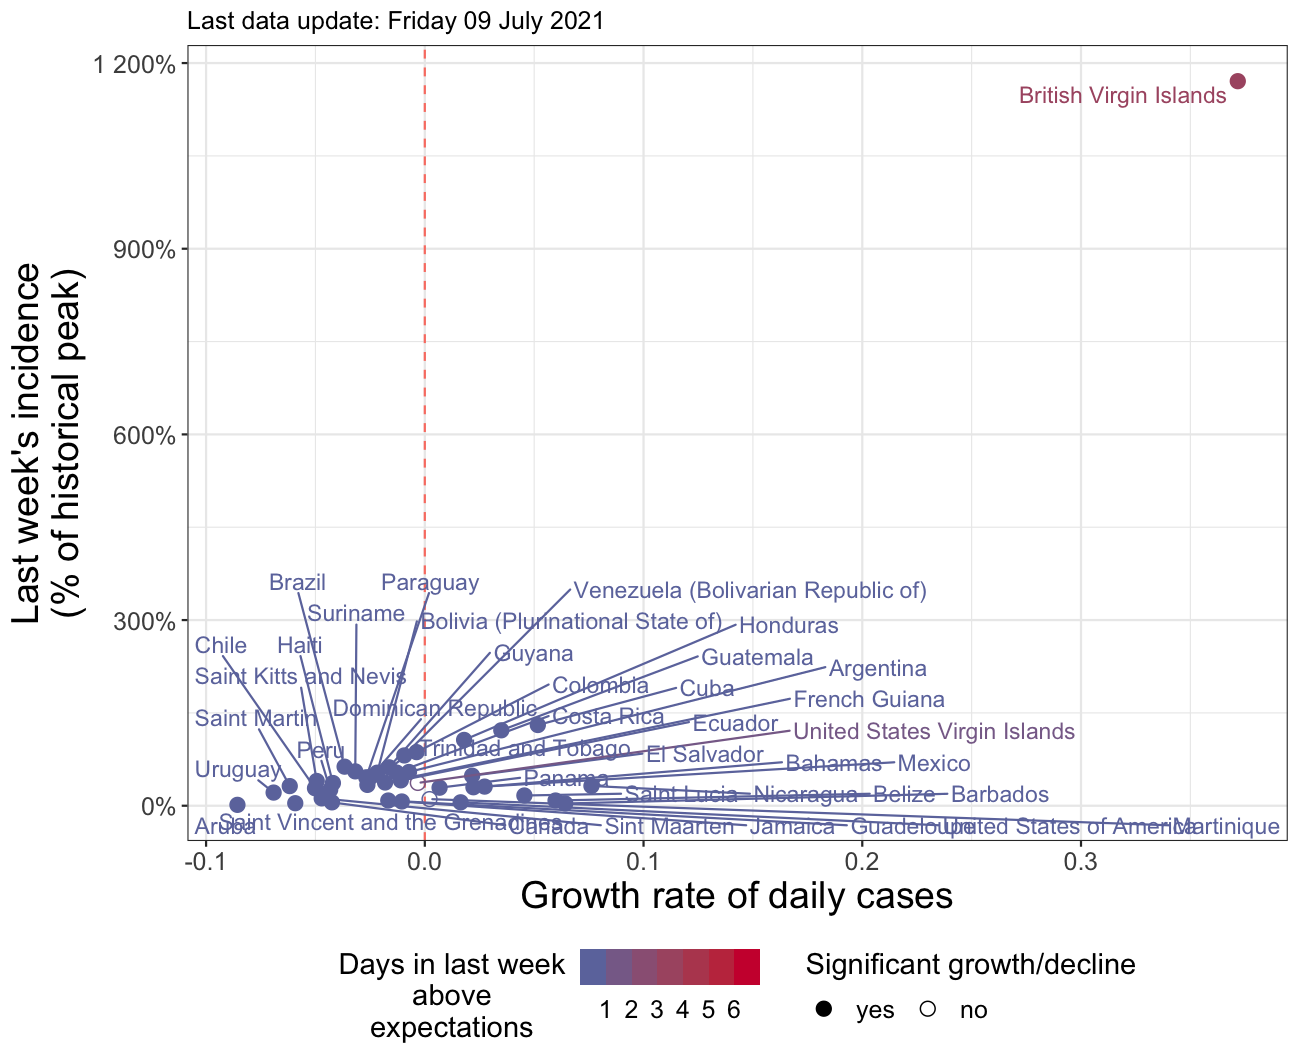 Last data update: Friday 09 July 2021
1 200%
900%
600%
300%
0%
Last week's incidence
(% of historical peak)
British Virgin Islands
Brazil
Paraguay
Venezuela (Bolivarian Republic of)
Suriname
Bolivia (Plurinational State of)
Honduras
Chile
Haiti
Guyana
Guatemala
Argentina
Saint Kitts and Nevis
Colombia
Cuba
French Guiana
Saint Martin
Dominican Republic
Costa Rica
Ecuador
United States Virgin Islands
Peru
Trinidad and Tobago
El Salvador
Bahamas
Mexico
Uruguay
Panama
Saint Lucia
Nicaragua
Belize
Barbados
Aruba
Saint Vincent and the Grenadines
Canada
Sint Maarten
Jamaica
Guadeloupe
United States of America
Martinique
-0.1
0.0
0.1
0.2
0.3
Growth rate of daily cases
Days in last week
above
expectations
1 2 3 4 5 6
Significant growth/decline
yes
no